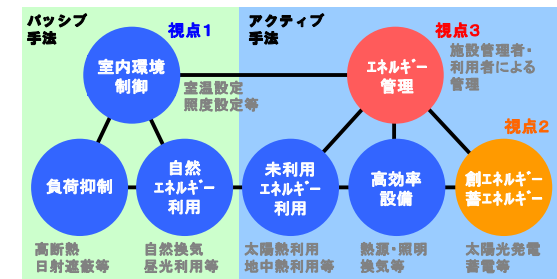 パッシブ
手法
視点1
アクティブ
手法
視点3
室内環境
制御
室温設定
照度設定等
エネルギー
管理
施設管理者・
利用者による
管理
視点2
負荷抑制
自然
エネルギー
利用
未利用
エネルギー
利用
高効率
設備
創エネルギー
蓄エネルギー
高断熱
日射遮蔽等
自然換気
昼光利用等
太陽熱利用
地中熱利用等
熱源・照明
換気等
太陽光発電
蓄電等